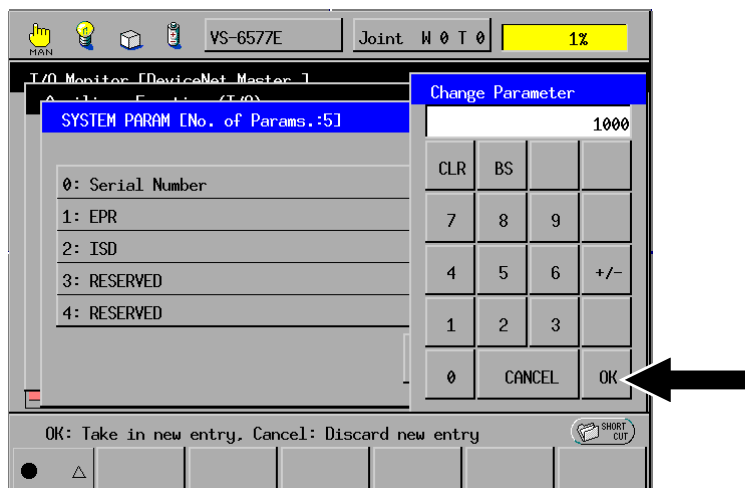 MAN
VS-6577E
Joint W 0 T 0
1%
I/O Monitor [DeviceNet Master ]
SYSTEM PARAM [No. of Params.:5]
0: Serial Number
1: EPR
2: ISD
3: RESERVED
4: RESERVED
Change Parameter
1000
CLR BS
7 8 9
4 5 6 +/-
1 2 3
0 CANCEL OK
OK: Take in new entry, Cancel: Discard new entry
SHORT
CUT